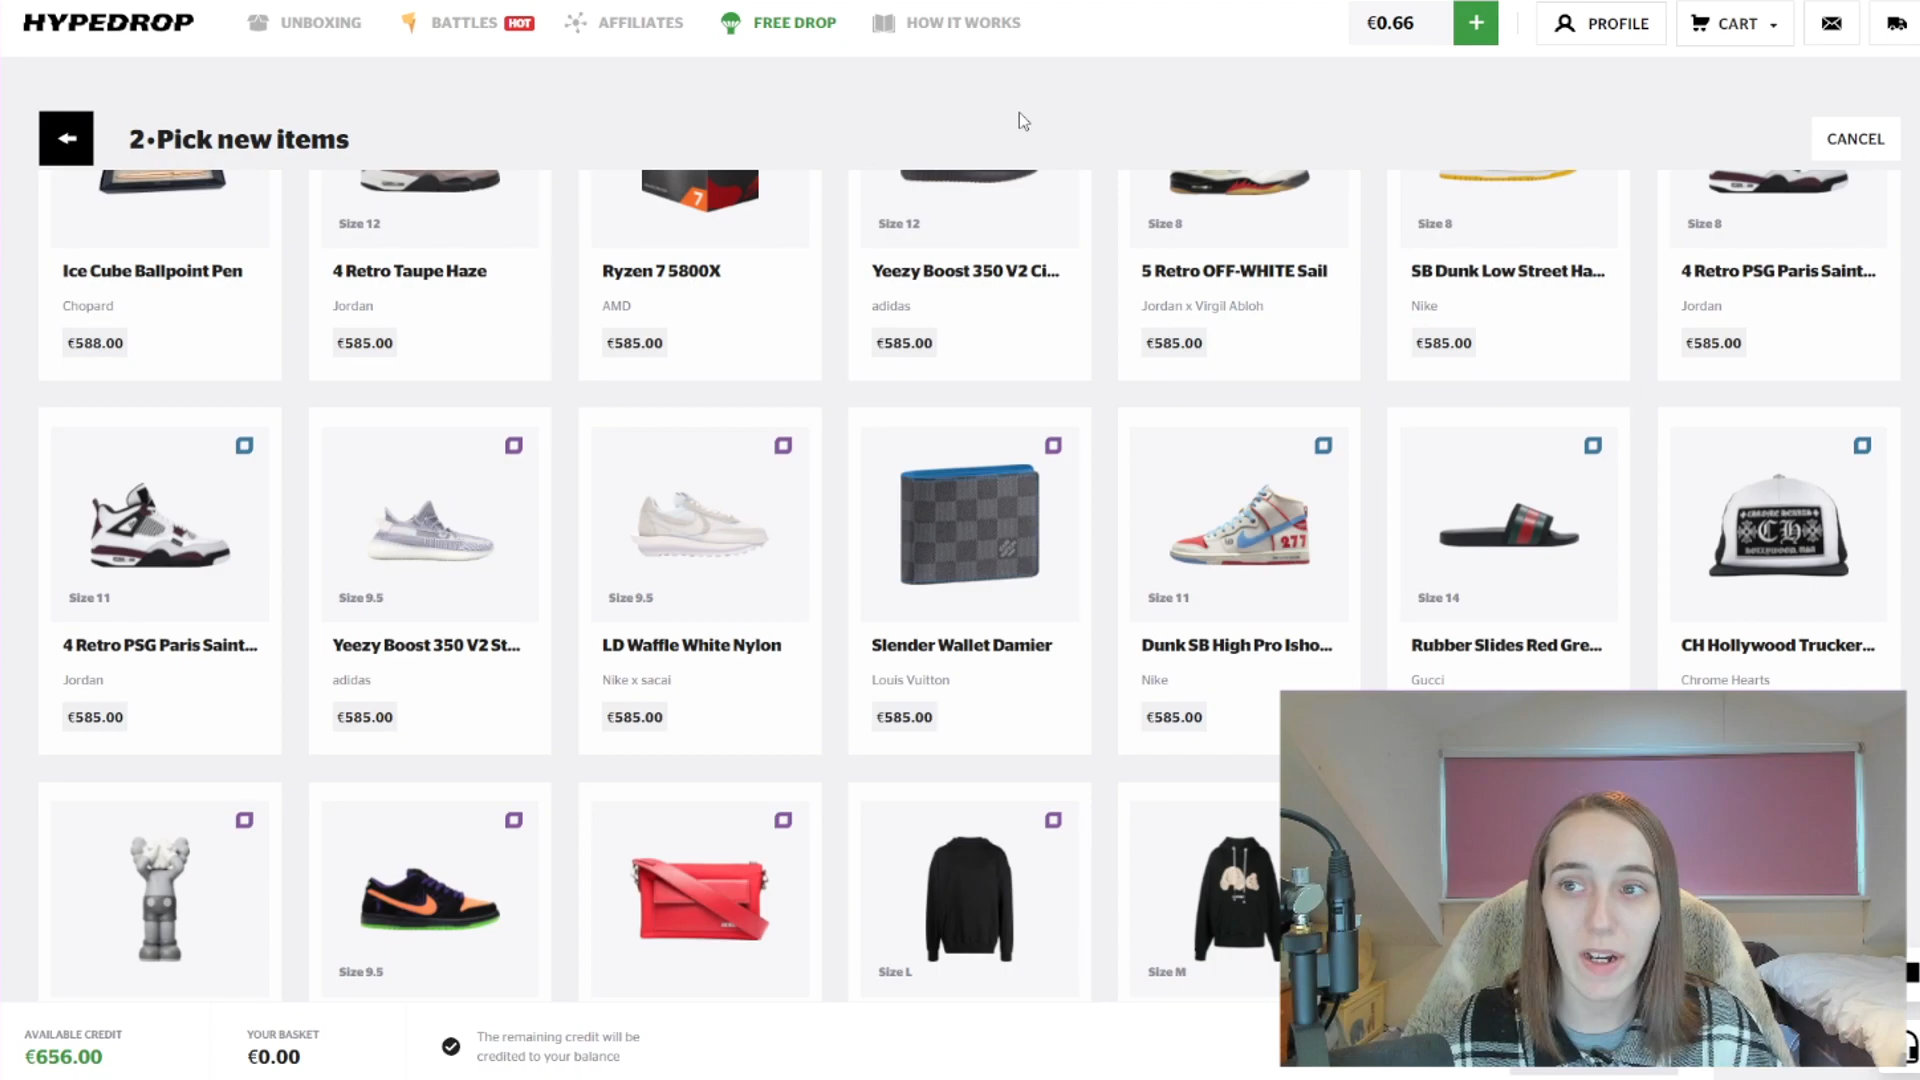 HYPEDROP
UNBOXING
BATTLES HOT
AFFILIATES
FREE DROP
HOW IT WORKS
€0.66
+
PROFILE
CART
2•Pick new items
CANCEL
Size 12
7
Size 12
Size 8
Size 8
Size 8
Ice Cube Ballpoint Pen
4 Retro Taupe Haze
Ryzen 7 5800X
Yeezy Boost 350 V2 Ci...
5 Retro OFF-WHITE Sail
SB Dunk Low Street Ha...
4 Retro PSG Paris Saint...
Chopard
Jordan
AMD
adidas
Jordan x Virgil Abloh
Nike
Jordan
€588.00
€585.00
€585.00
€585.00
€585.00
€585.00
€585.00
277
CH
Size 11
Size 9.5
Size 9.5
Size 11
Size 14
4 Retro PSG Paris Saint...
Yeezy Boost 350 V2 St...
LD Waffle White Nylon
Slender Wallet Damier
Dunk SB High Pro Isho...
Rubber Slides Red Gre...
CH Hollywood Trucker...
Jordan
adidas
Nike x sacai
Louis Vuitton
Nike
Gucci
Chrome Hearts
€585.00
€585.00
€585.00
€585.00
€585.00
Size 9.5
Size L
Size M
AVAILABLE CREDIT
€656.00
YOUR BASKET
€0.00
The remaining credit will be
credited to your balance